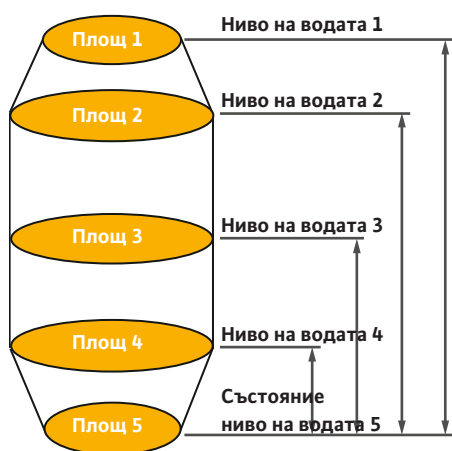 Площ 1
Ниво на водата 1
Площ 2
Ниво на водата 2
Площ 3
Ниво на водата 3
Площ 4
Ниво на водата 4
Площ 5
Състояние
ниво на водата 5